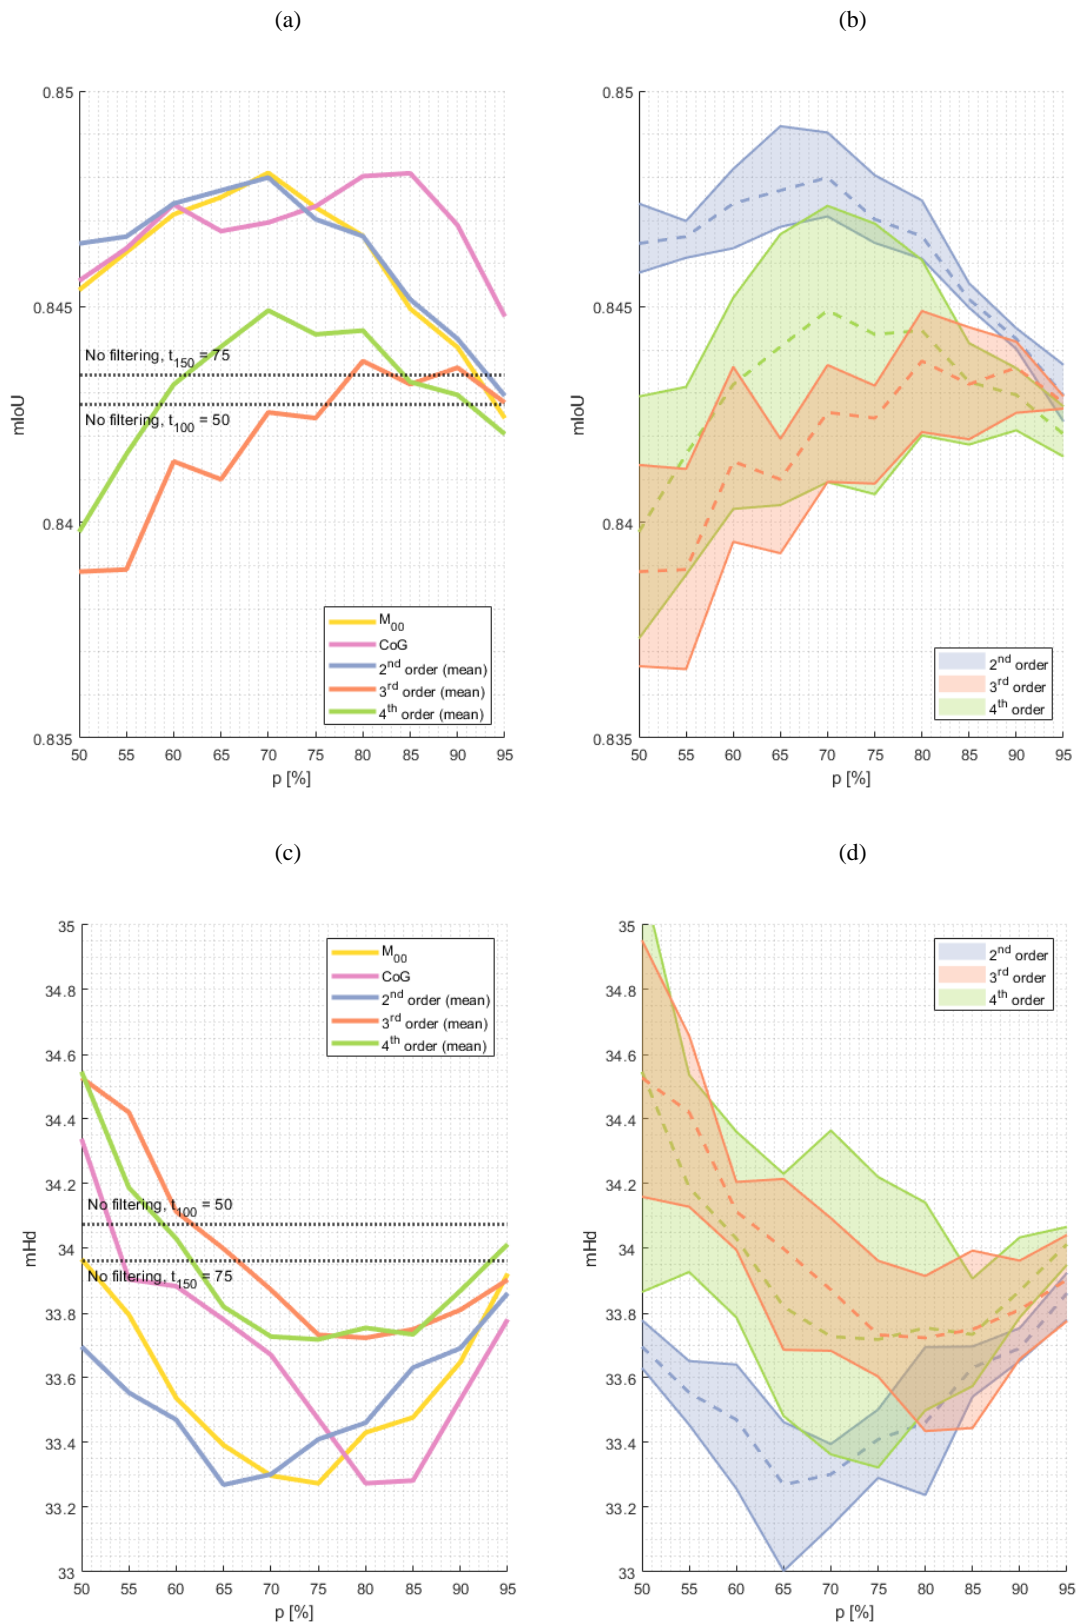 (a)
0.85
0.845
0.84
0.835
mIoU
No filtering, t150 = 75
No filtering, t100 = 50
M00
CoG
2nd order (mean)
3rd order (mean)
4th order (mean)
50 55 60 65 70 75 80 85 90 95
p [%]
(b)
0.85
0.845
0.84
0.835
mIoU
2nd order
3rd order
4th order
50 55 60 65 70 75 80 85 90 95
p [%]
(c)
35
34.8
34.6
34.4
34.2
34
33.8
33.6
33.4
33.2
33
mHd
M00
CoG
2nd order (mean)
3rd order (mean)
4th order (mean)
No filtering, t100 = 50
No filtering, t150 = 75
50 55 60 65 70 75 80 85 90 95
p [%]
(d)
35
34.8
34.6
34.4
34.2
34
33.8
33.6
33.4
33.2
33
mHd
2nd order
3rd order
4th order
50 55 60 65 70 75 80 85 90 95
p [%]